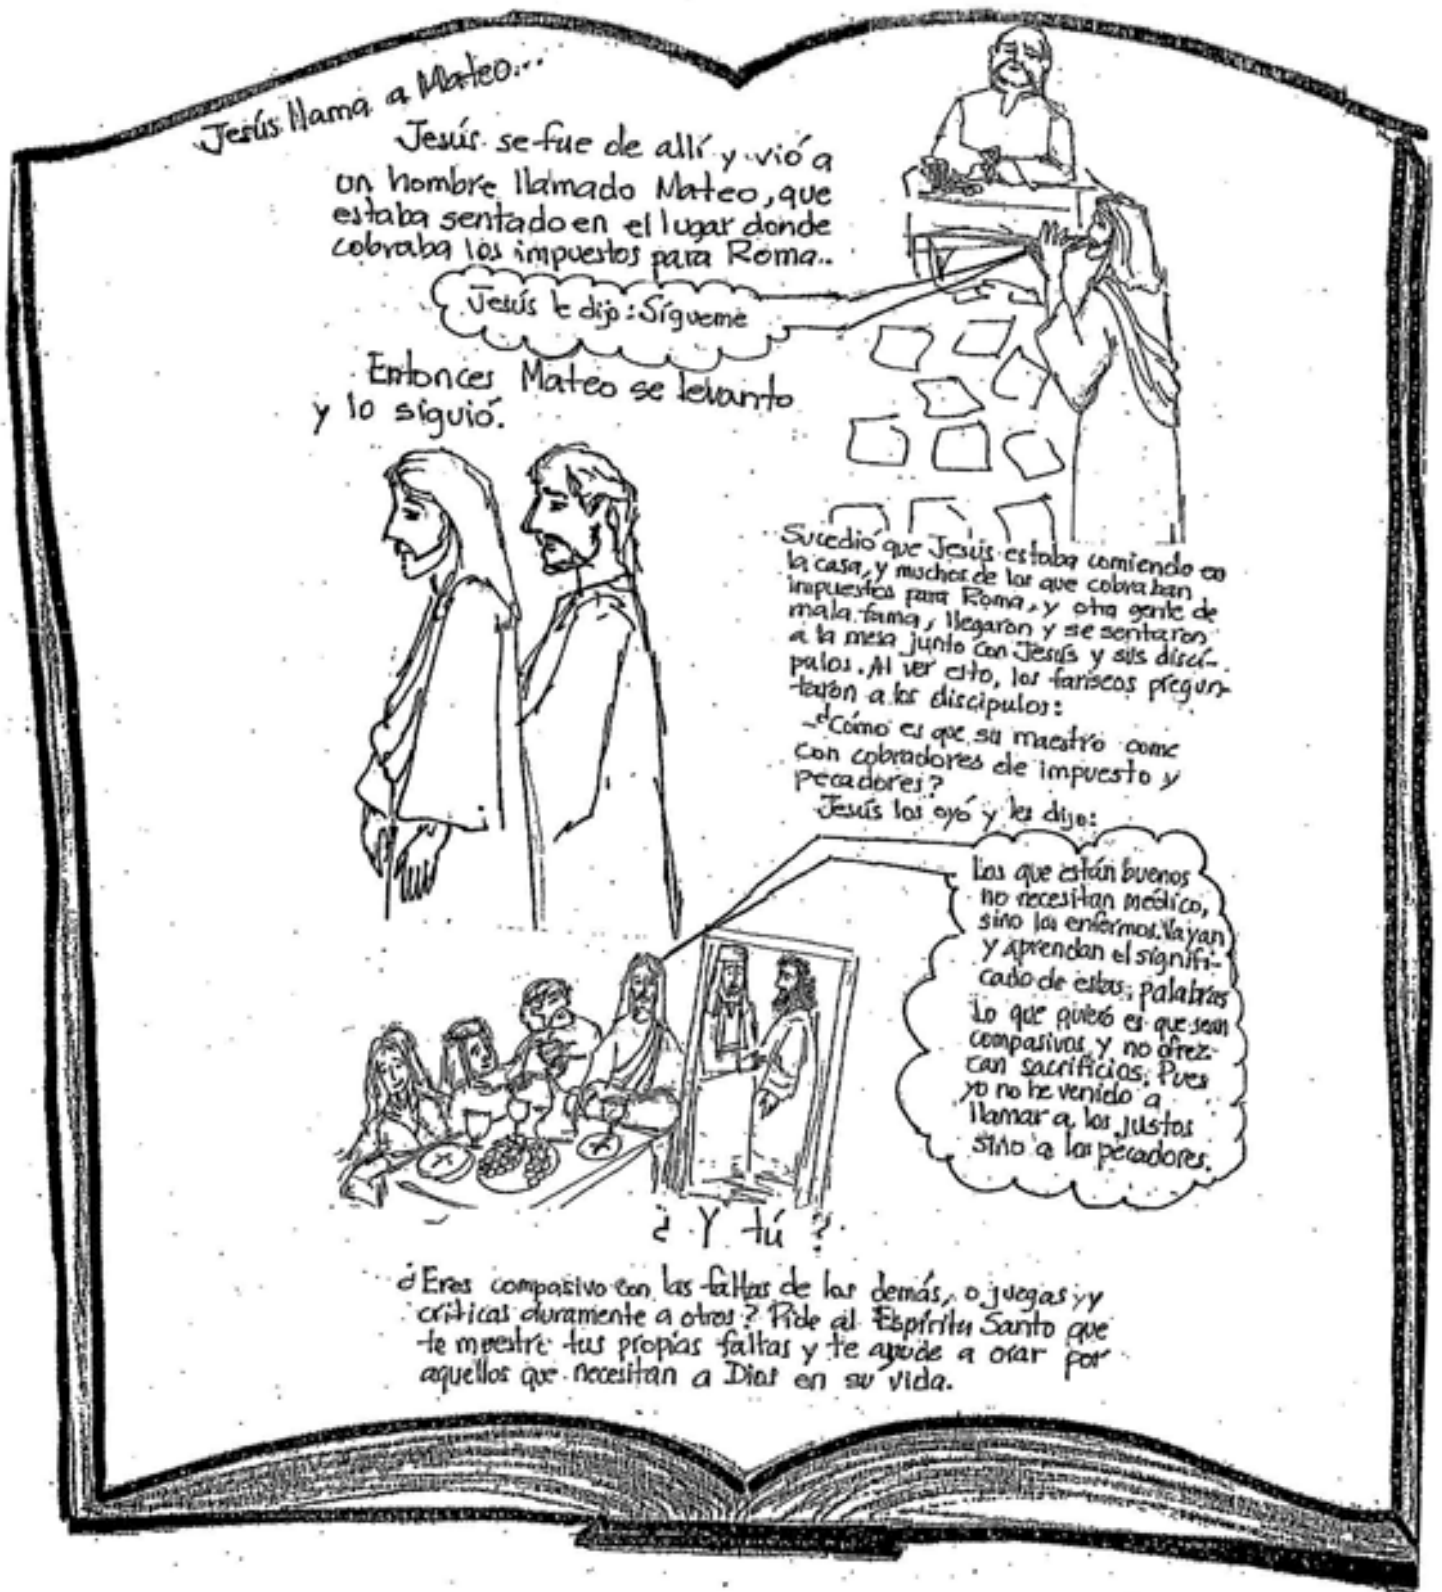 Jesús llama a Mateo...
Jesús se fue de allí y vió a
un hombre llamado Mateo, que
estaba sentado en el lugar donde
cobraba los impuestos para Roma..
Jesús le dijo: Sígueme
Entonces Mateo se levanto
y lo siguió.
Sucedió que Jesús estaba comiendo en
la casa, y muchos de los que cobraban
impuestos para Roma, y otra gente de
mala fama, llegaron y se sentaron
a la mesa junto con Jesús y sus discí-
pulos. Al ver esto, los fariseos pregun-
taron a los discípulos:
-¿Cómo es que su maestro come
con cobradores de impuesto y
pecadores?
Jesús los oyó y les dijo:
Los que están buenos
no necesitan médico,
sino los enfermos. Vayan
y aprendan el signifi-
cado de estas; palabras
Lo que quiero es que sean
compasivos y no ofrez-
can sacrificios; Pues
yo no he venido a
llamar a los justos
sino a los pecadores.
¿Y tú?
¿Eres compasivo con las faltas de los demás, o juegas y
críticas duramente a otros? Pide al Espíritu Santo que
te muestre tus propias faltas y te ayude a orar por
aquellos que necesitan a Dios en su vida.